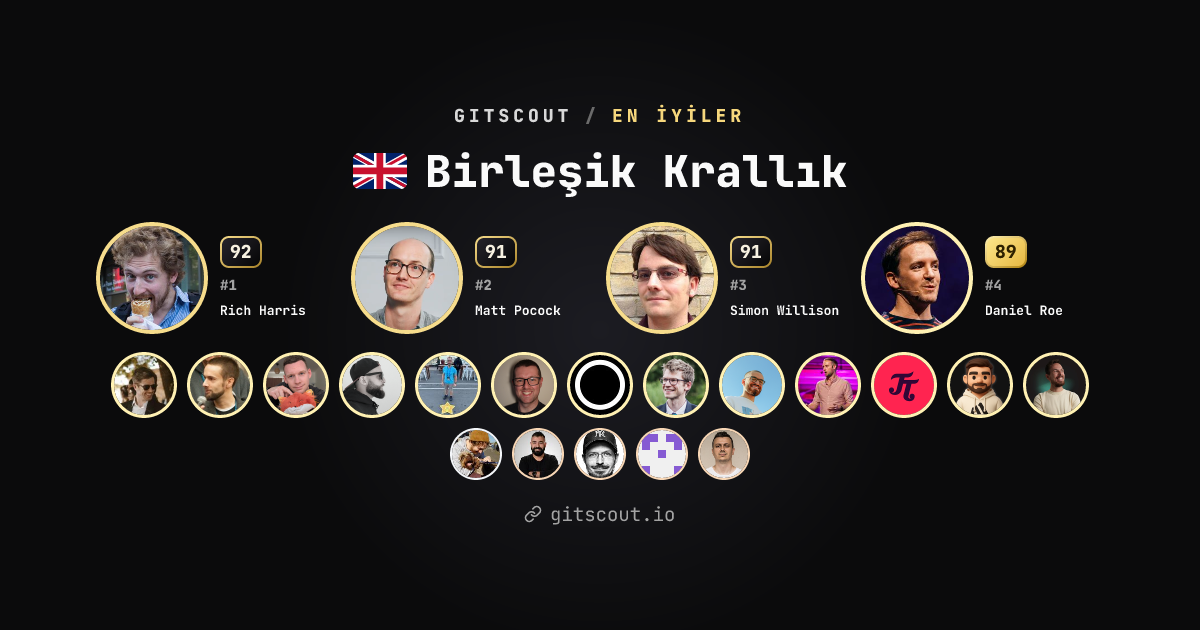 GITSCOUT / EN İYİLER
Birleşik Krallık
92
#1
Rich Harris
91
#2
Matt Pocock
91
#3
Simon Willison
89
#4
Daniel Roe
gitscout.io